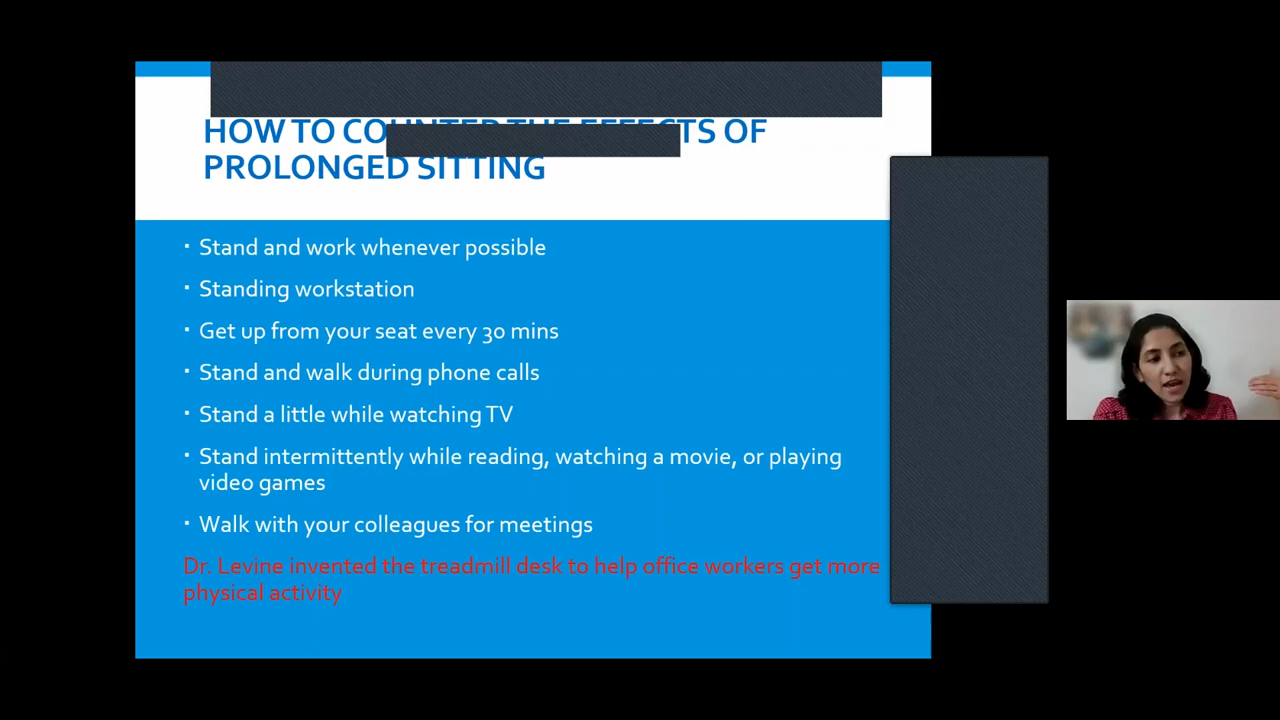 HOW TO COUNTER THE EFFECTS OF
PROLONGED SITTING
▪ Stand and work whenever possible
▪ Standing workstation
▪ Get up from your seat every 30 mins
▪ Stand and walk during phone calls
▪ Stand a little while watching TV
▪ Stand intermittently while reading, watching a movie, or playing
video games
▪ Walk with your colleagues for meetings
Dr. Levine invented the treadmill desk to help office workers get more
physical activity